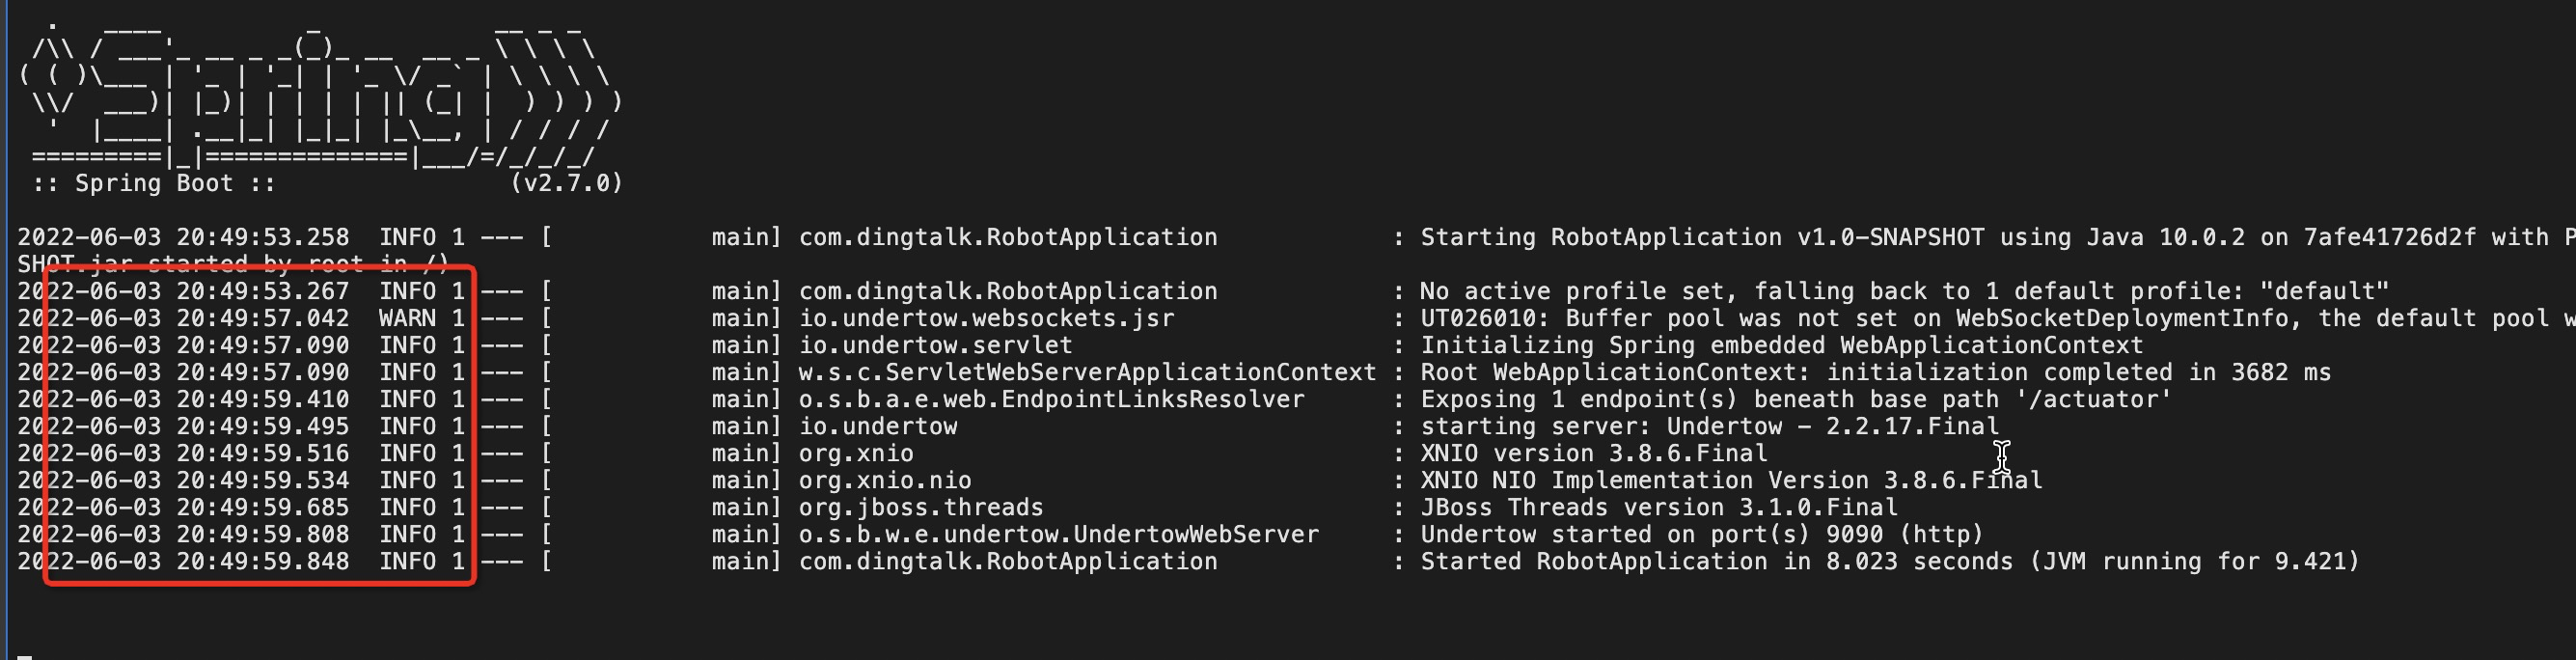 .   ____          _            __ _ _
 /\\ / ___'_ __ _ _(_)_ __  __ _ \ \ \ \
( ( )\___ | '_ | '_| | '_ \/ _` | \ \ \ \
 \\/  ___)| |_)| | | | | || (_| |  ) ) ) )
  '  |____| .__|_| |_|_| |_\__, | / / / /
 =========|_|==============|___/=/_/_/_/
 :: Spring Boot ::                (v2.7.0)
2022-06-03 20:49:53.258  INFO 1 --- [           main] com.dingtalk.RobotApplication            : Starting RobotApplication v1.0-SNAPSHOT using Java 10.0.2 on 7afe41726d2f with P
SHOT.jar started by root in /)
2022-06-03 20:49:53.267  INFO 1 --- [           main] com.dingtalk.RobotApplication            : No active profile set, falling back to 1 default profile: "default"
2022-06-03 20:49:57.042  WARN 1 --- [           main] io.undertow.websockets.jsr               : UT026010: Buffer pool was not set on WebSocketDeploymentInfo, the default pool w
2022-06-03 20:49:57.090  INFO 1 --- [           main] io.undertow.servlet                      : Initializing Spring embedded WebApplicationContext
2022-06-03 20:49:57.090  INFO 1 --- [           main] w.s.c.ServletWebServerApplicationContext : Root WebApplicationContext: initialization completed in 3682 ms
2022-06-03 20:49:59.410  INFO 1 --- [           main] o.s.b.a.e.web.EndpointLinksResolver      : Exposing 1 endpoint(s) beneath base path '/actuator'
2022-06-03 20:49:59.495  INFO 1 --- [           main] io.undertow                              : starting server: Undertow - 2.2.17.Final
2022-06-03 20:49:59.516  INFO 1 --- [           main] org.xnio                                 : XNIO version 3.8.6.Final
2022-06-03 20:49:59.534  INFO 1 --- [           main] org.xnio.nio                             : XNIO NIO Implementation Version 3.8.6.Final
2022-06-03 20:49:59.685  INFO 1 --- [           main] org.jboss.threads                        : JBoss Threads version 3.1.0.Final
2022-06-03 20:49:59.808  INFO 1 --- [           main] o.s.b.w.e.undertow.UndertowWebServer     : Undertow started on port(s) 9090 (http)
2022-06-03 20:49:59.848  INFO 1 --- [           main] com.dingtalk.RobotApplication            : Started RobotApplication in 8.023 seconds (JVM running for 9.421)